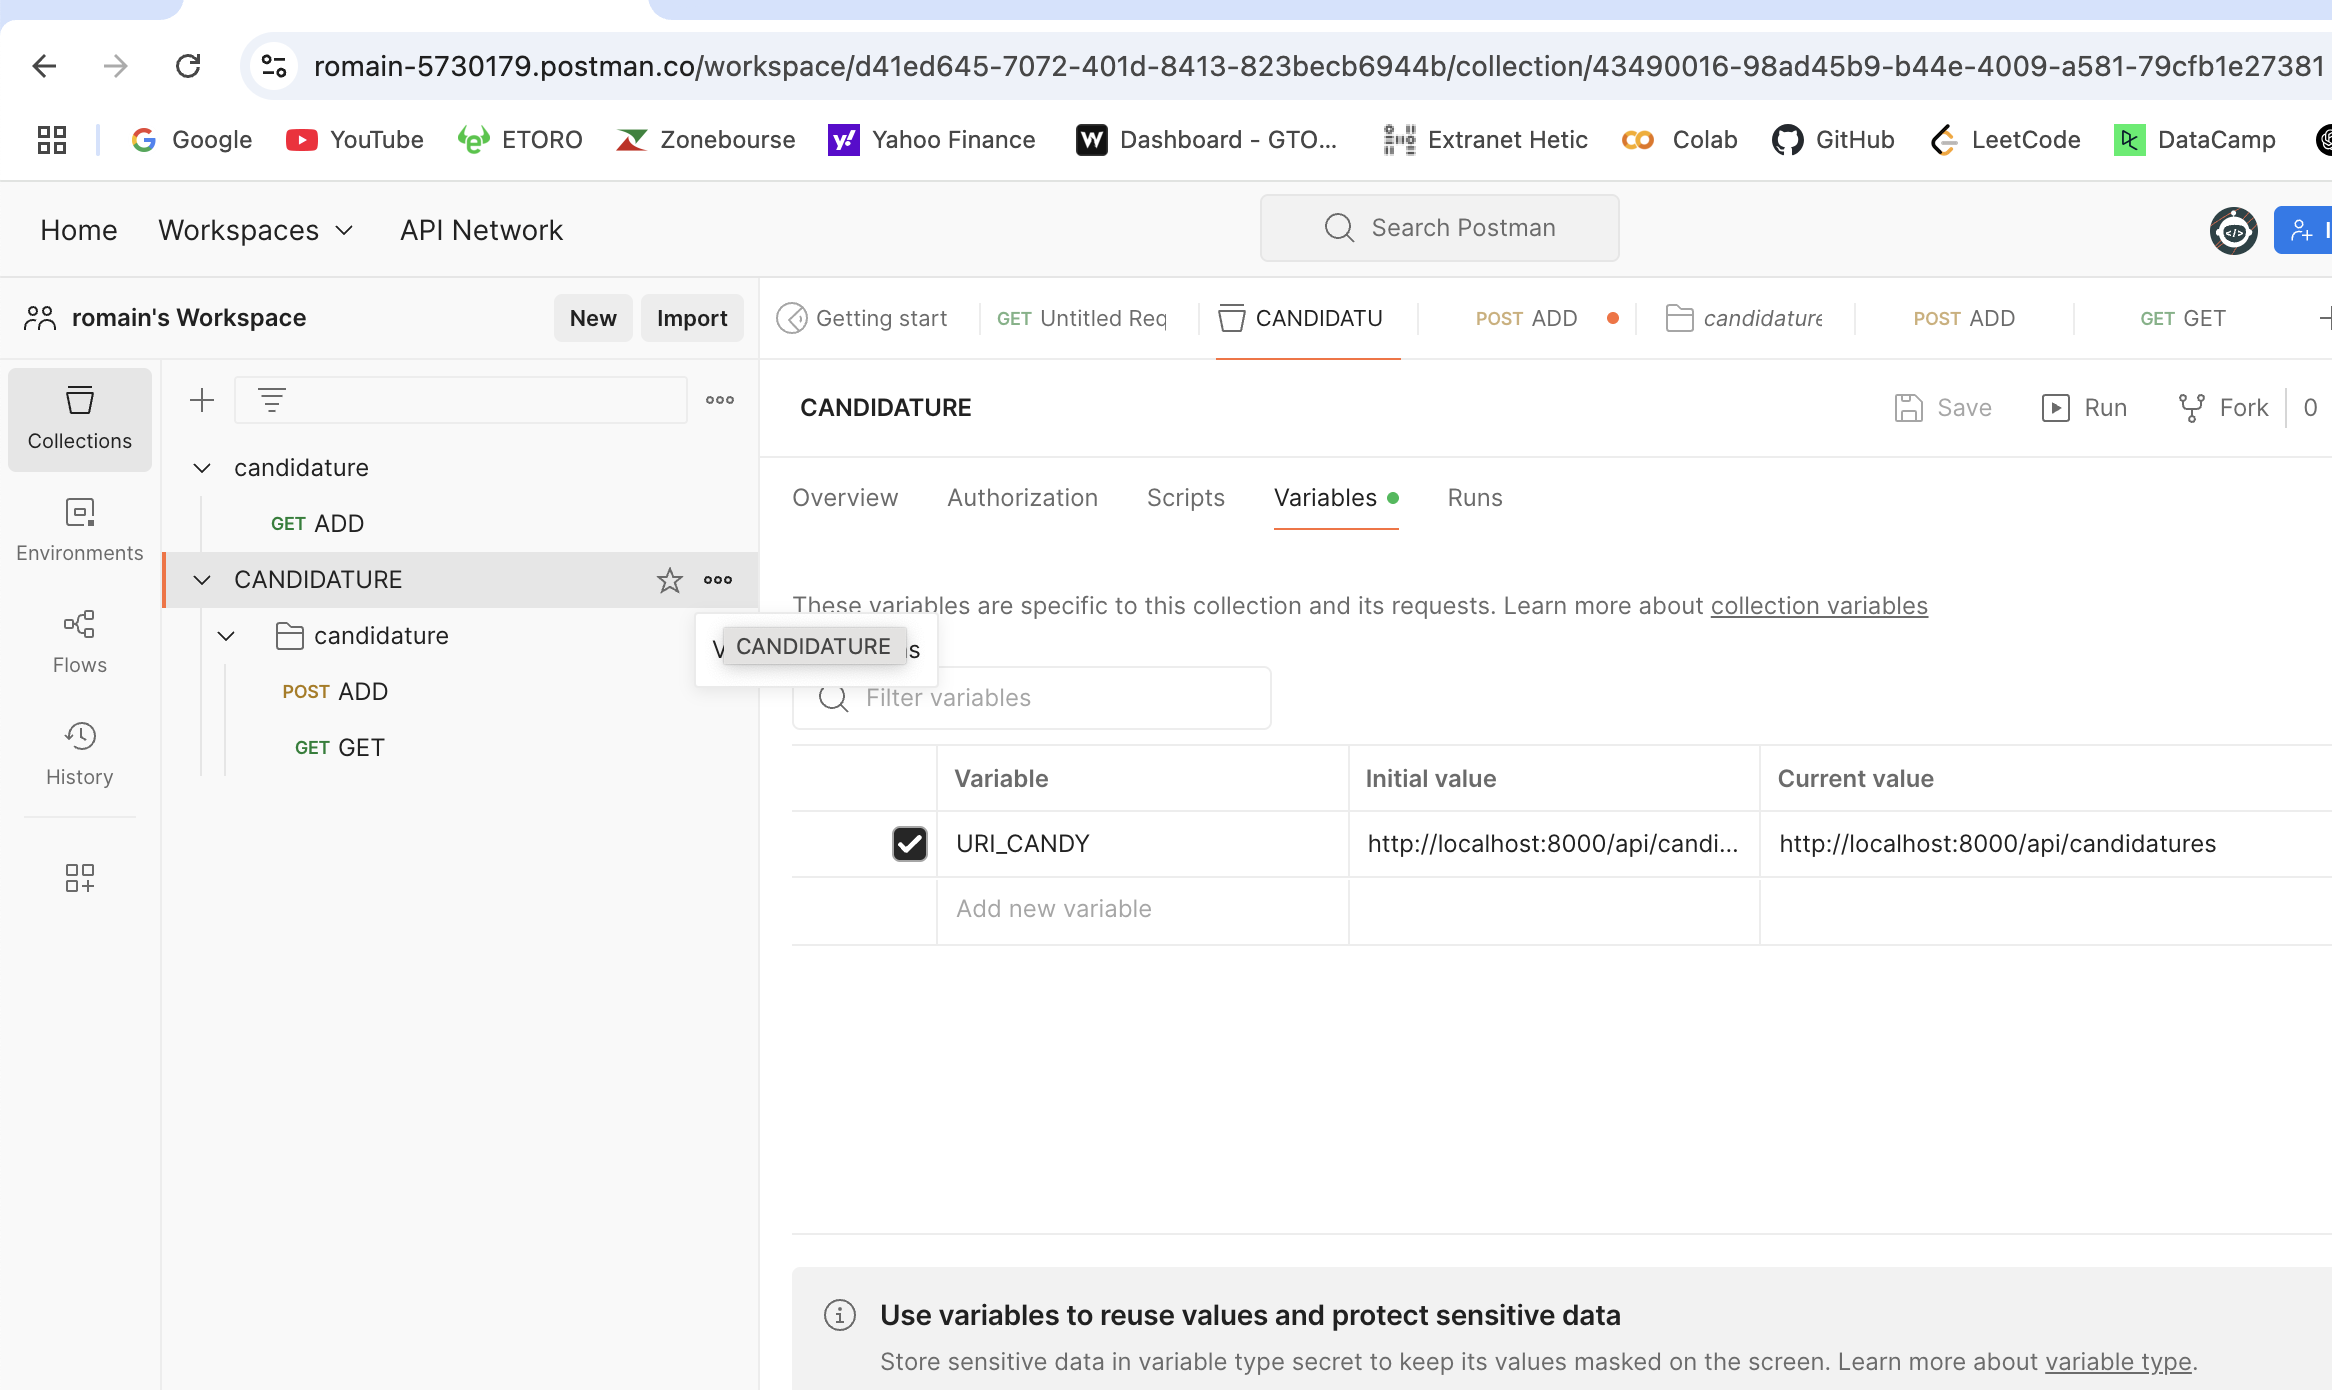 romain-5730179.postman.co/workspace/d41ed645-7072-401d-8413-823becb6944b/collection/43490016-98ad45b9-b44e-4009-a581-79cfb1e27381
Google YouTube ETORO Zonebourse Yahoo Finance Dashboard - GTO... Extranet Hetic Colab GitHub LeetCode DataCamp
Home Workspaces API Network Search Postman
romain's Workspace New Import Getting start GET Untitled Req CANDIDATU POST ADD candidature POST ADD GET GET
CANDIDATURE Save Run Fork 0
Collections
candidature
Overview Authorization Scripts Variables Runs
GET ADD
Environments
CANDIDATURE
These variables are specific to this collection and its requests. Learn more about collection variables
candidature
CANDIDATURE
Flows
POST ADD
Filter variables
GET GET
History
Variable Initial value Current value
URI_CANDY http://localhost:8000/api/candi... http://localhost:8000/api/candidatures
Add new variable
Use variables to reuse values and protect sensitive data
Store sensitive data in variable type secret to keep its values masked on the screen. Learn more about variable type.